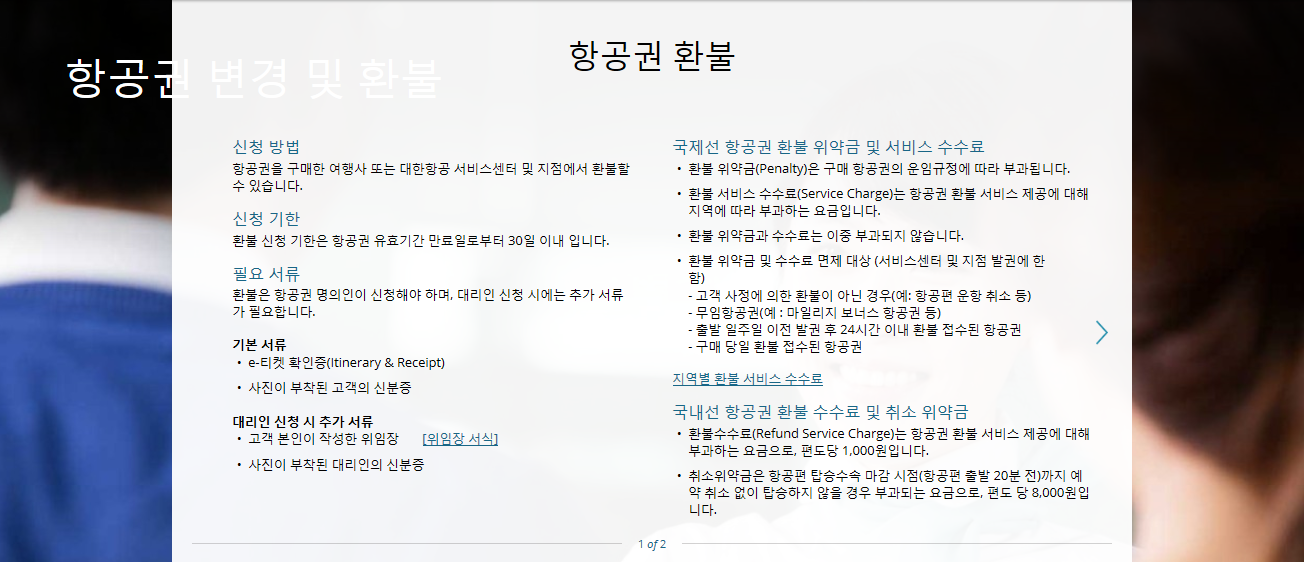 항공권 변경 및 환불
항공권 환불
신청 방법
항공권을 구매한 여행사 또는 대한항공 서비스센터 및 지점에서 환불할
수 있습니다.
신청 기한
환불 신청 기한은 항공권 유효기간 만료일로부터 30일 이내 입니다.
필요 서류
환불은 항공권 명의인이 신청해야 하며, 대리인 신청 시에는 추가 서류
가 필요합니다.
기본 서류
• e-티켓 확인증(Itinerary & Receipt)
• 사진이 부착된 고객의 신분증
대리인 신청 시 추가 서류
• 고객 본인이 작성한 위임장 [위임장 서식]
• 사진이 부착된 대리인의 신분증
국제선 항공권 환불 위약금 및 서비스 수수료
• 환불 위약금(Penalty)은 구매 항공권의 운임규정에 따라 부과됩니다.
• 환불 서비스 수수료(Service Charge)는 항공권 환불 서비스 제공에 대해
지역에 따라 부과하는 요금입니다.
• 환불 위약금과 수수료는 이중 부과되지 않습니다.
• 환불 위약금 및 수수료 면제 대상 (서비스센터 및 지점 발권에 한
함)
- 고객 사정에 의한 환불이 아닌 경우(예: 항공편 운항 취소 등)
- 무임항공권(예 : 마일리지 보너스 항공권 등)
- 출발 일주일 이전 발권 후 24시간 이내 환불 접수된 항공권
- 구매 당일 환불 접수된 항공권
지역별 환불 서비스 수수료
국내선 항공권 환불 수수료 및 취소 위약금
• 환불수수료(Refund Service Charge)는 항공권 환불 서비스 제공에 대해
부과하는 요금으로, 편도당 1,000원입니다.
• 취소위약금은 항공편 탑승수속 마감 시점(항공편 출발 20분 전)까지 예
약 취소 없이 탑승하지 않을 경우 부과되는 요금으로, 편도 당 8,000원입
니다.
1 of 2